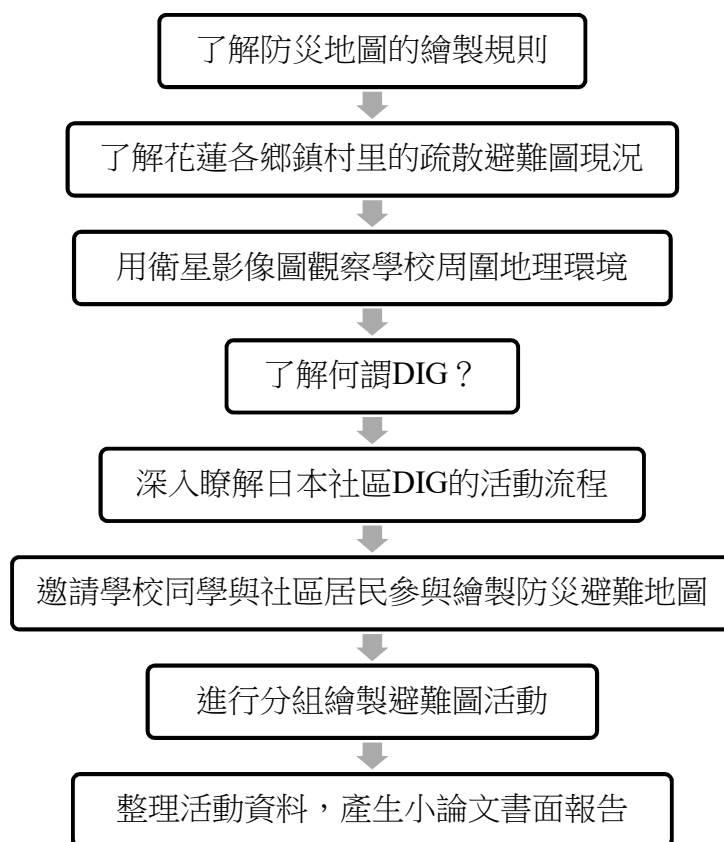 了解防災地圖的繪製規則
了解花蓮各鄉鎮村里的疏散避難圖現況
用衛星影像圖觀察學校周圍地理環境
了解何謂DIG？
深入瞭解日本社區DIG的活動流程
邀請學校同學與社區居民參與繪製防災避難地圖
進行分組繪製避難圖活動
整理活動資料，產生小論文書面報告